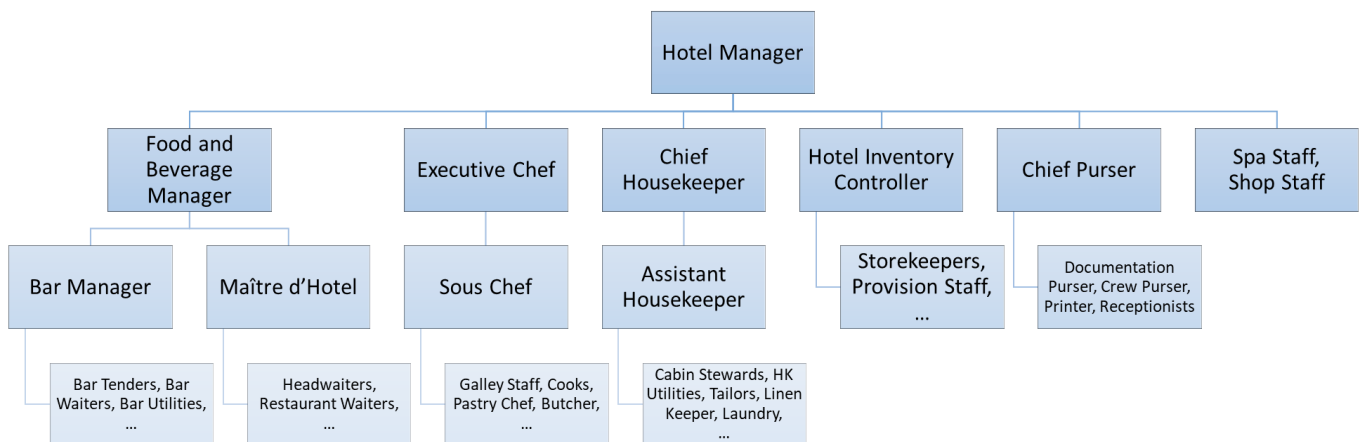 Hotel Manager
Food and
Beverage
Manager
Executive Chef
Chief
Housekeeper
Hotel Inventory
Controller
Chief Purser
Spa Staff,
Shop Staff
Bar Manager
Maître d’Hotel
Sous Chef
Assistant
Housekeeper
Storekeepers,
Provision Staff,
...
Documentation
Purser, Crew Purser,
Printer, Receptionists
Bar Tenders, Bar
Waiters, Bar Utilities,
...
Headwaiters,
Restaurant Waiters,
...
Galley Staff, Cooks,
Pastry Chef, Butcher,
...
Cabin Stewards, HK
Utilities, Tailors, Linen
Keeper, Laundry,
...